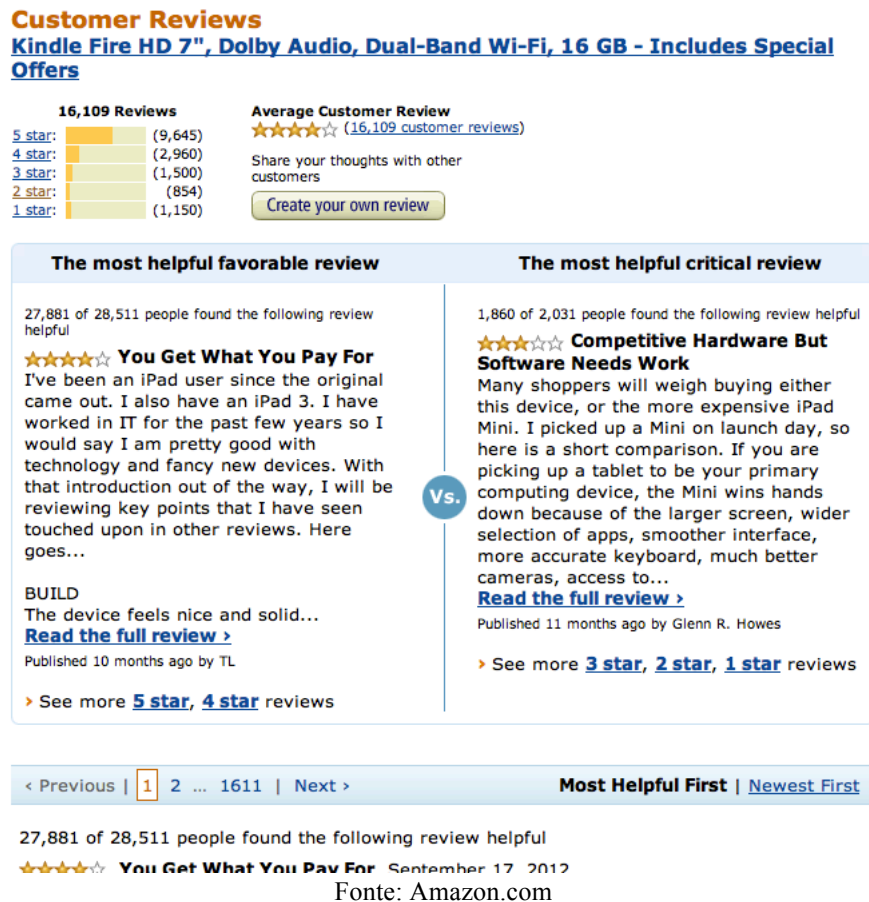 Customer Reviews
Kindle Fire HD 7", Dolby Audio, Dual-Band Wi-Fi, 16 GB - Includes Special
Offers
16,109 Reviews
5 star: (9,645)
4 star: (2,960)
3 star: (1,500)
2 star: (854)
1 star: (1,150)
Average Customer Review
(16,109 customer reviews)
Share your thoughts with other
customers
Create your own review
The most helpful favorable review
27,881 of 28,511 people found the following review
helpful
You Get What You Pay For
I've been an iPad user since the original
came out. I also have an iPad 3. I have
worked in IT for the past few years so I
would say I am pretty good with
technology and fancy new devices. With
that introduction out of the way, I will be
reviewing key points that I have seen
touched upon in other reviews. Here
goes...
BUILD
The device feels nice and solid...
Read the full review ›
Published 10 months ago by TL
› See more 5 star, 4 star reviews
Vs.
The most helpful critical review
1,860 of 2,031 people found the following review helpful
Competitive Hardware But
Software Needs Work
Many shoppers will weigh buying either
this device, or the more expensive iPad
Mini. I picked up a Mini on launch day, so
here is a short comparison. If you are
picking up a tablet to be your primary
computing device, the Mini wins hands
down because of the larger screen, wider
selection of apps, smoother interface,
more accurate keyboard, much better
cameras, access to...
Read the full review ›
Published 11 months ago by Glenn R. Howes
› See more 3 star, 2 star, 1 star reviews
‹ Previous | 1 2 ... 1611 | Next ›
Most Helpful First | Newest First
27,881 of 28,511 people found the following review helpful
You Get What You Pay For, September 17, 2012
Fonte: Amazon.com